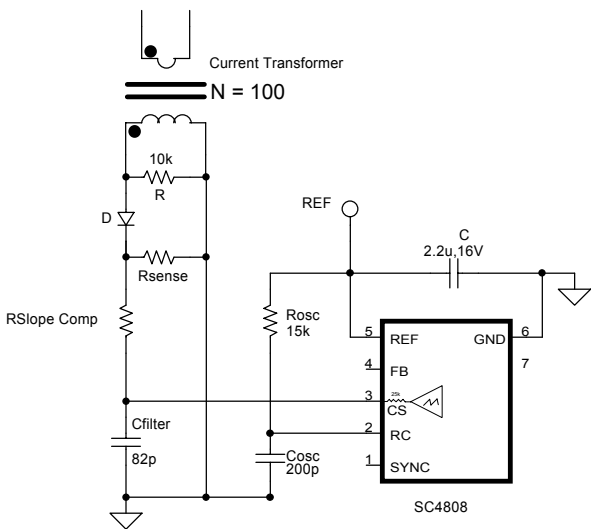 Current Transformer
N = 100
10k
R
REF
D
C
2.2u,16V
Rsense
Rosc
15k
RSlope Comp
5
REF
GND
6
4
FB
7
3
25k
CS
Cfilter
2
RC
82p
Cosc
200p
1
SYNC
SC4808